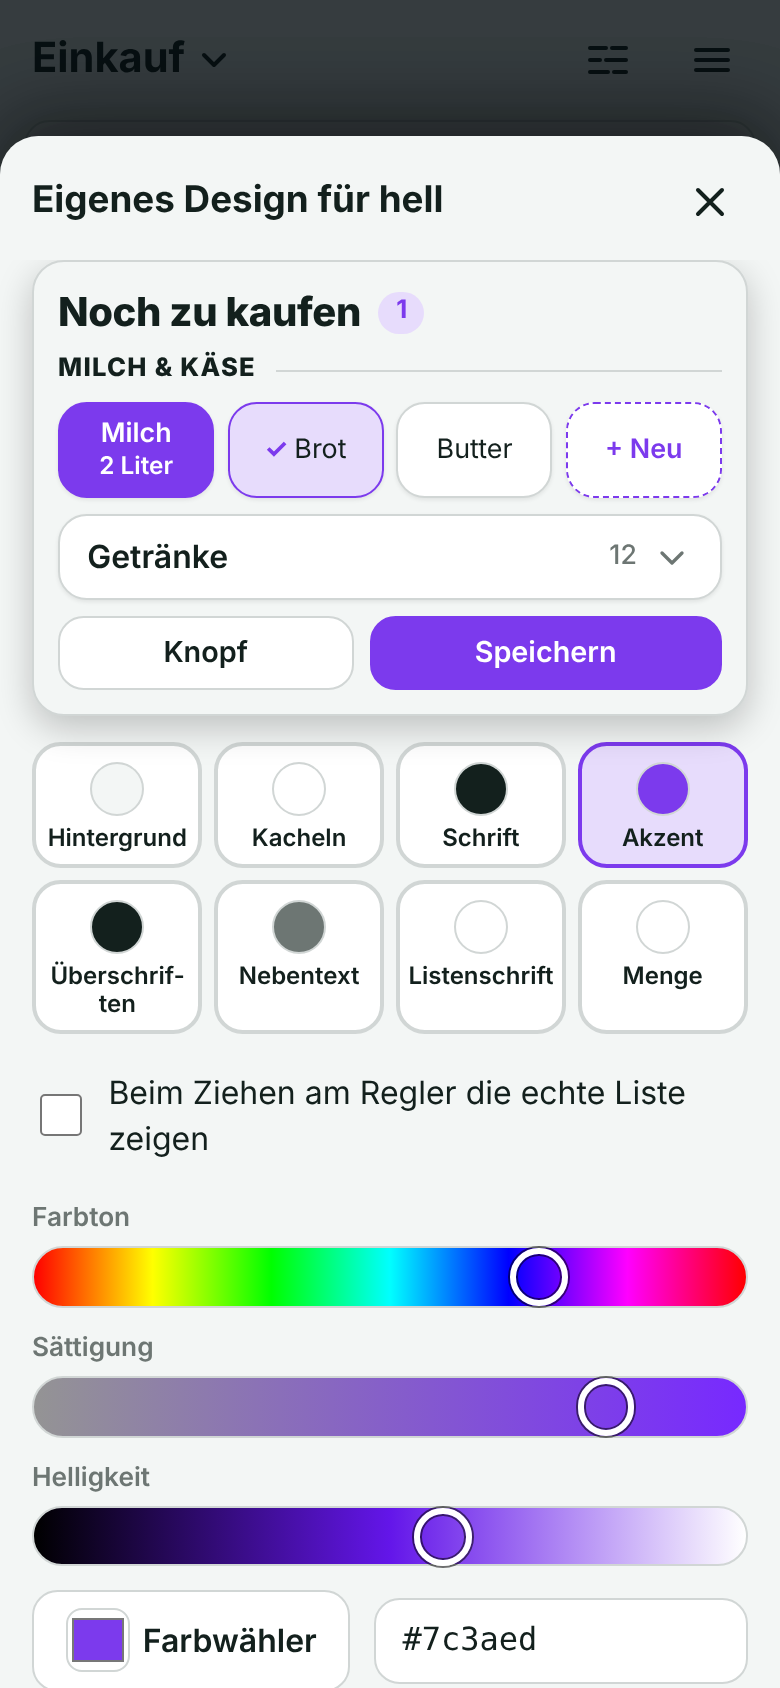 Einkauf
Eigenes Design für hell
Noch zu kaufen 1
MILCH & KÄSE
Milch
2 Liter
Brot
Butter
+ Neu
Getränke 12
Knopf
Speichern
Hintergrund
Kacheln
Schrift
Akzent
Überschrif-
ten
Nebentext
Listenschrift
Menge
Beim Ziehen am Regler die echte Liste
zeigen
Farbton
Sättigung
Helligkeit
Farbwähler
#7c3aed